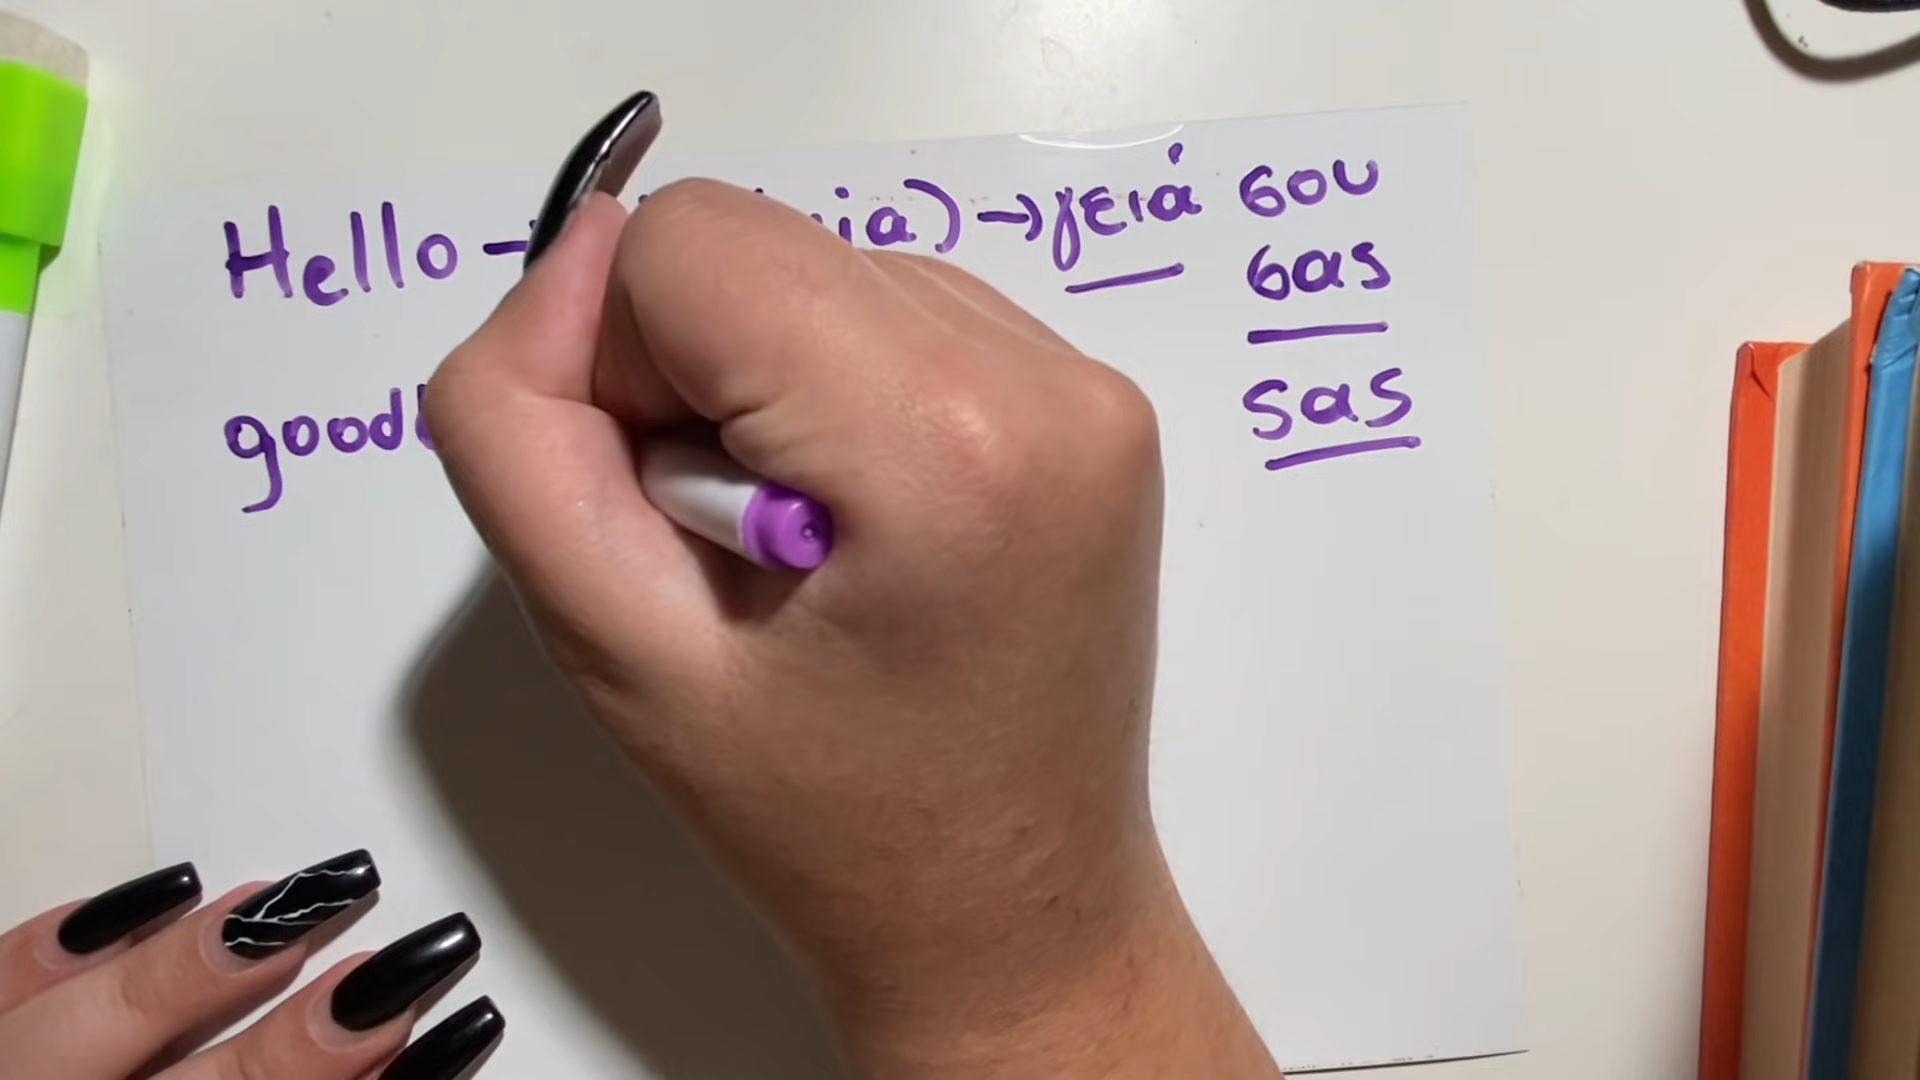 Hello → ia) → γειά σου
σας
sas
good